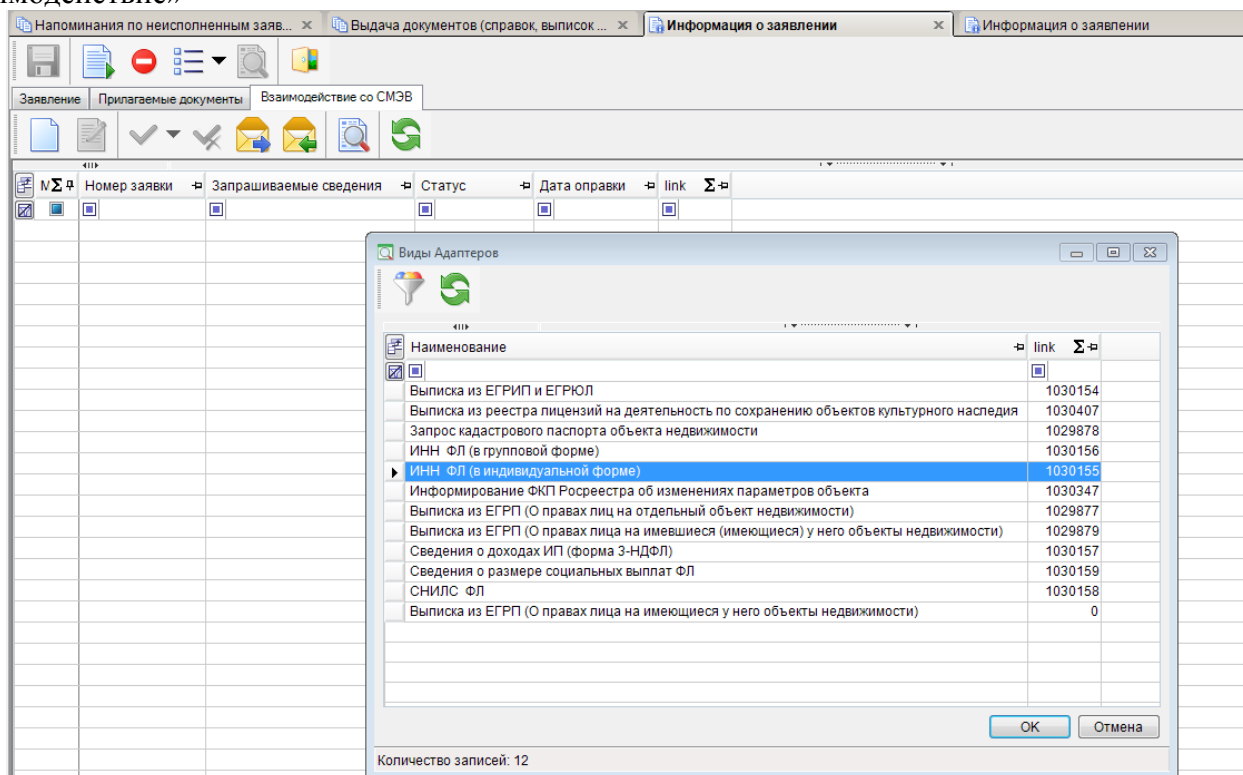 имодействие»
Напоминания по неисполненным заяв... Выдача документов (справок, выписок ... Информация о заявлении Информация о заявлении
Заявление Прилагаемые документы Взаимодействие со СМЭВ
Номер заявки Запрашиваемые сведения Статус Дата оправки link Σ
Виды Адаптеров
Наименование link Σ
Выписка из ЕГРИП и ЕГРЮЛ 1030154
Выписка из реестра лицензий на деятельность по сохранению объектов культурного наследия 1030407
Запрос кадастрового паспорта объекта недвижимости 1029878
ИНН ФЛ (в групповой форме) 1030156
ИНН ФЛ (в индивидуальной форме) 1030155
Информирование ФКП Росреестра об изменениях параметров объекта 1030347
Выписка из ЕГРП (О правах лиц на отдельный объект недвижимости) 1029877
Выписка из ЕГРП (О правах лица на имевшиеся (имеющиеся) у него объекты недвижимости) 1029879
Сведения о доходах ИП (форма 3-НДФЛ) 1030157
Сведения о размере социальных выплат ФЛ 1030159
СНИЛС ФЛ 1030158
Выписка из ЕГРП (О правах лица на имеющиеся у него объекты недвижимости) 0
OK Отмена
Количество записей: 12